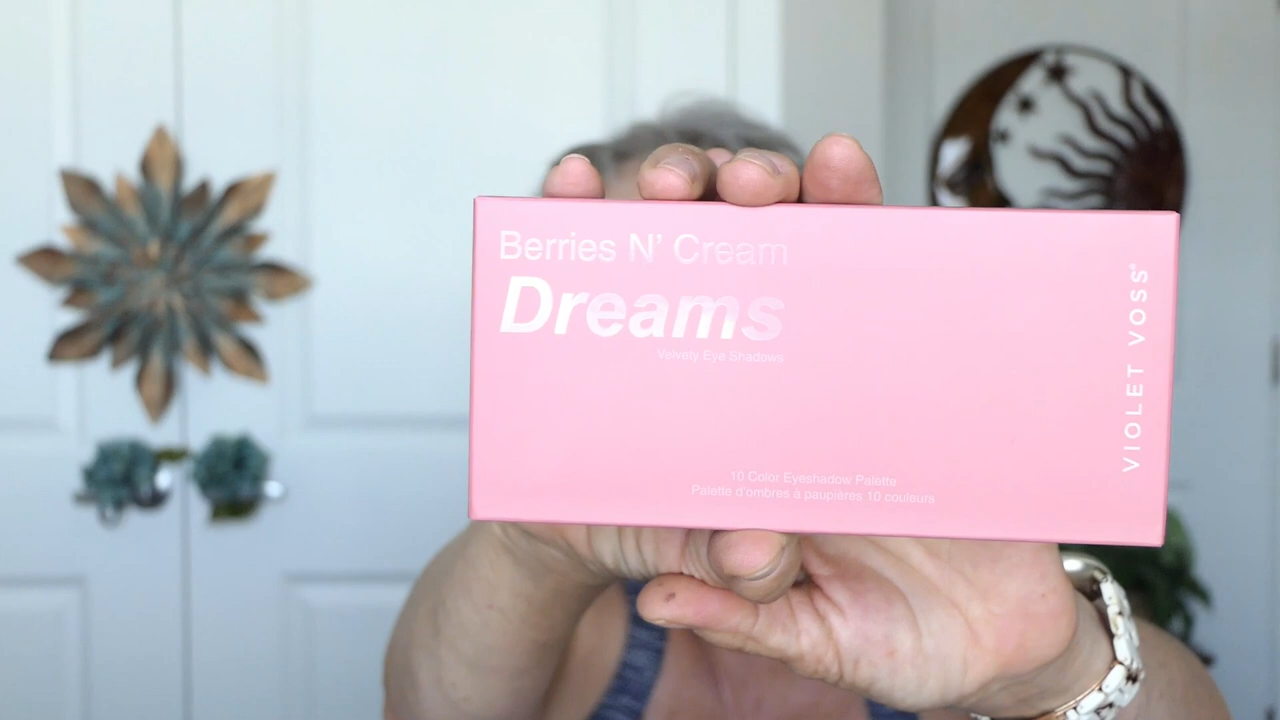 Berries N' Cream
Dreams
Velvety Eye Shadows
VIOLET VOSS®
10 Color Eyeshadow Palette
Palette d'ombres à paupières 10 couleurs